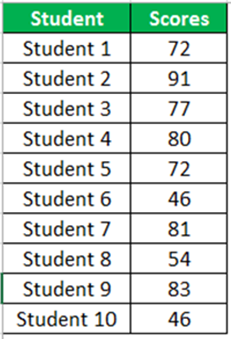 Student Scores
Student 1 72
Student 2 91
Student 3 77
Student 4 80
Student 5 72
Student 6 46
Student 7 81
Student 8 54
Student 9 83
Student 10 46